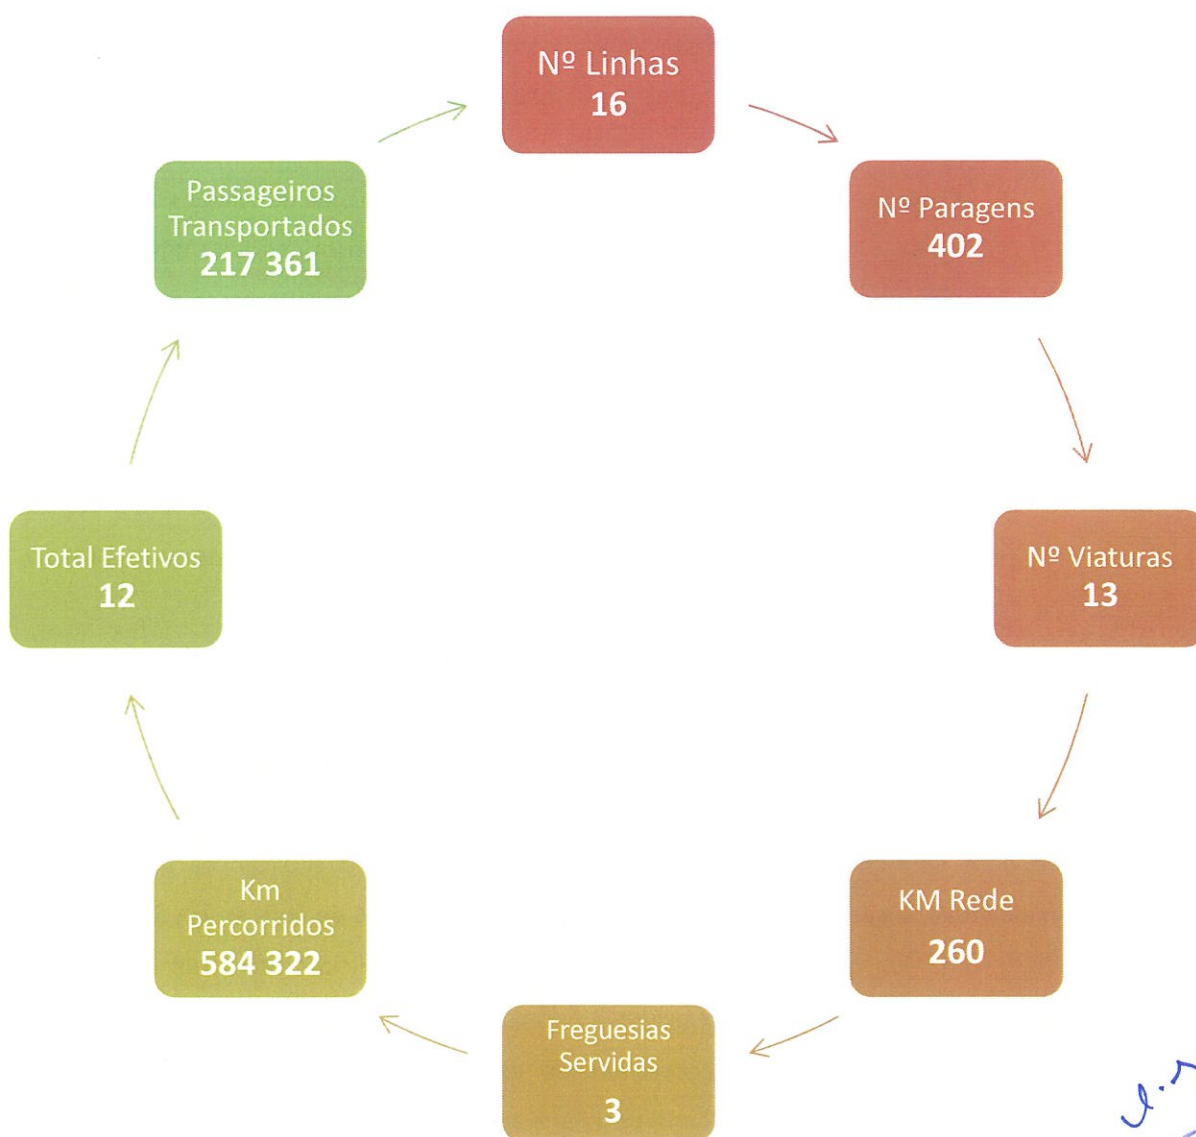 Nº Linhas
16
Nº Paragens
402
Nº Viaturas
13
KM Rede
260
Freguesias
Servidas
3
Km
Percorridos
584 322
Total Efetivos
12
Passageiros
Transportados
217 361